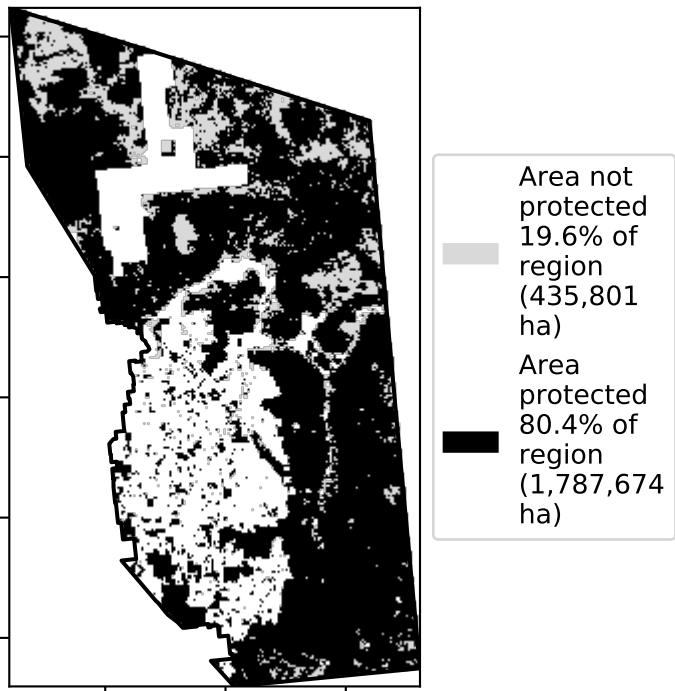 Area not
protected
19.6% of
region
(435,801
ha)
Area
protected
80.4% of
region
(1,787,674
ha)